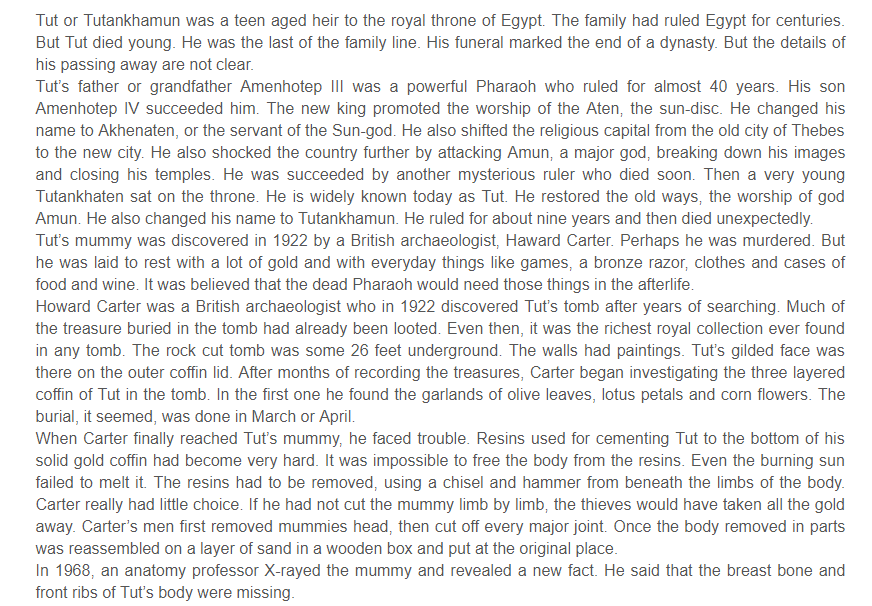 Tut or Tutankhamun was a teen aged heir to the royal throne of Egypt. The family had ruled Egypt for centuries.
But Tut died young. He was the last of the family line. His funeral marked the end of a dynasty. But the details of
his passing away are not clear.
Tut's father or grandfather Amenhotep III was a powerful Pharaoh who ruled for almost 40 years. His son
Amenhotep IV succeeded him. The new king promoted the worship of the Aten, the sun-disc. He changed his
name to Akhenaten, or the servant of the Sun-god. He also shifted the religious capital from the old city of Thebes
to the new city. He also shocked the country further by attacking Amun, a major god, breaking down his images
and closing his temples. He was succeeded by another mysterious ruler who died soon. Then a very young
Tutankhaten sat on the throne. He is widely known today as Tut. He restored the old ways, the worship of god
Amun. He also changed his name to Tutankhamun. He ruled for about nine years and then died unexpectedly.
Tut's mummy was discovered in 1922 by a British archaeologist, Haward Carter. Perhaps he was murdered. But
he was laid to rest with a lot of gold and with everyday things like games, a bronze razor, clothes and cases of
food and wine. It was believed that the dead Pharaoh would need those things in the afterlife.
Howard Carter was a British archaeologist who in 1922 discovered Tut's tomb after years of searching. Much of
the treasure buried in the tomb had already been looted. Even then, it was the richest royal collection ever found
in any tomb. The rock cut tomb was some 26 feet underground. The walls had paintings. Tut's gilded face was
there on the outer coffin lid. After months of recording the treasures, Carter began investigating the three layered
coffin of Tut in the tomb. In the first one he found the garlands of olive leaves, lotus petals and corn flowers. The
burial, it seemed, was done in March or April.
When Carter finally reached Tut's mummy, he faced trouble. Resins used for cementing Tut to the bottom of his
solid gold coffin had become very hard. It was impossible to free the body from the resins. Even the burning sun
failed to melt it. The resins had to be removed, using a chisel and hammer from beneath the limbs of the body.
Carter really had little choice. If he had not cut the mummy limb by limb, the thieves would have taken all the gold
away. Carter's men first removed mummies head, then cut off every major joint. Once the body removed in parts
was reassembled on a layer of sand in a wooden box and put at the original place.
In 1968, an anatomy professor X-rayed the mummy and revealed a new fact. He said that the breast bone and
front ribs of Tut's body were missing.